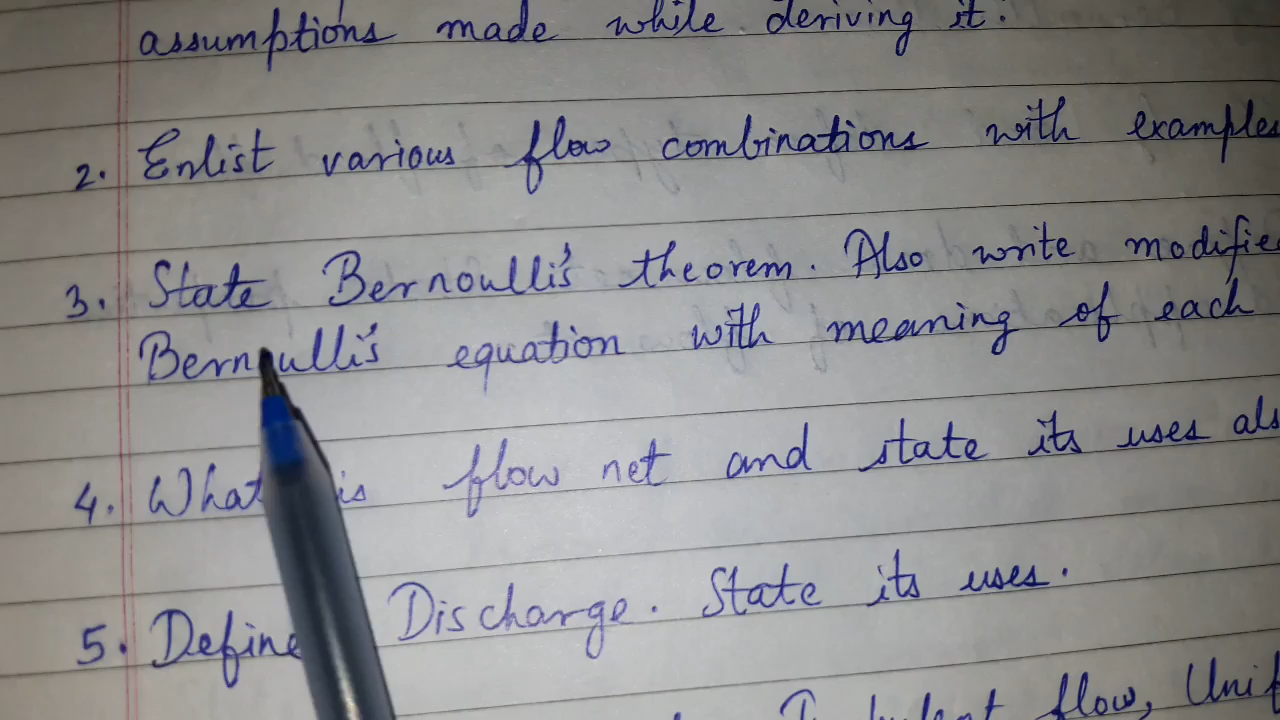 assumptions made while deriving it.
2. Enlist various flow combinations with examples
3. State Bernoulli's theorem. Also write modifie
Bernoulli's equation with meaning of each
4. What is flow net and state its uses als
5. Define Discharge. State its uses.
flow, Unif